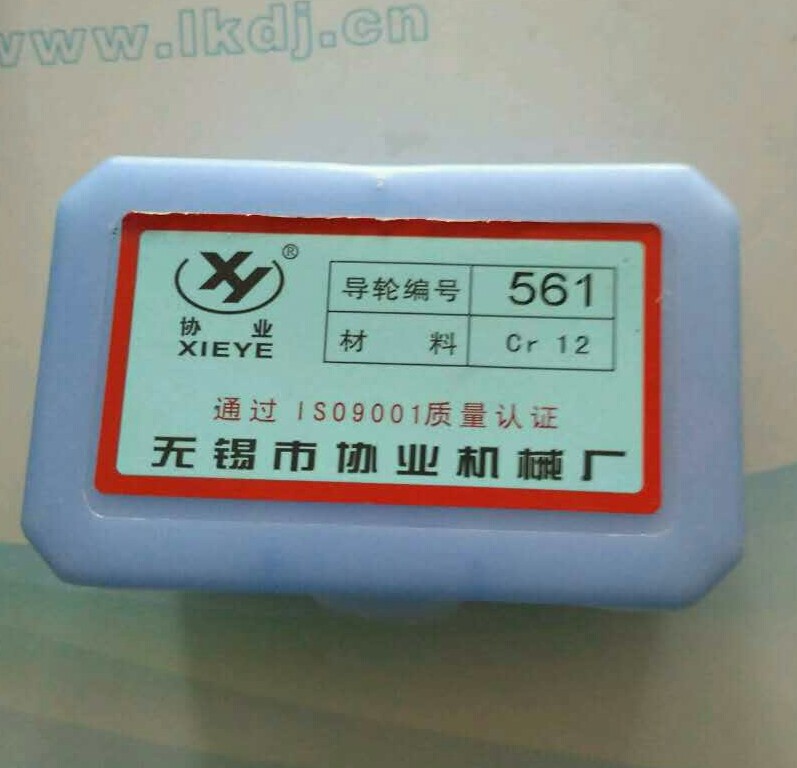 www.lkdj.cn
XY®
协业
XIEYE
导轮编号 561
材料 Cr 12
通过 ISO9001质量认证
无锡市协业机械厂